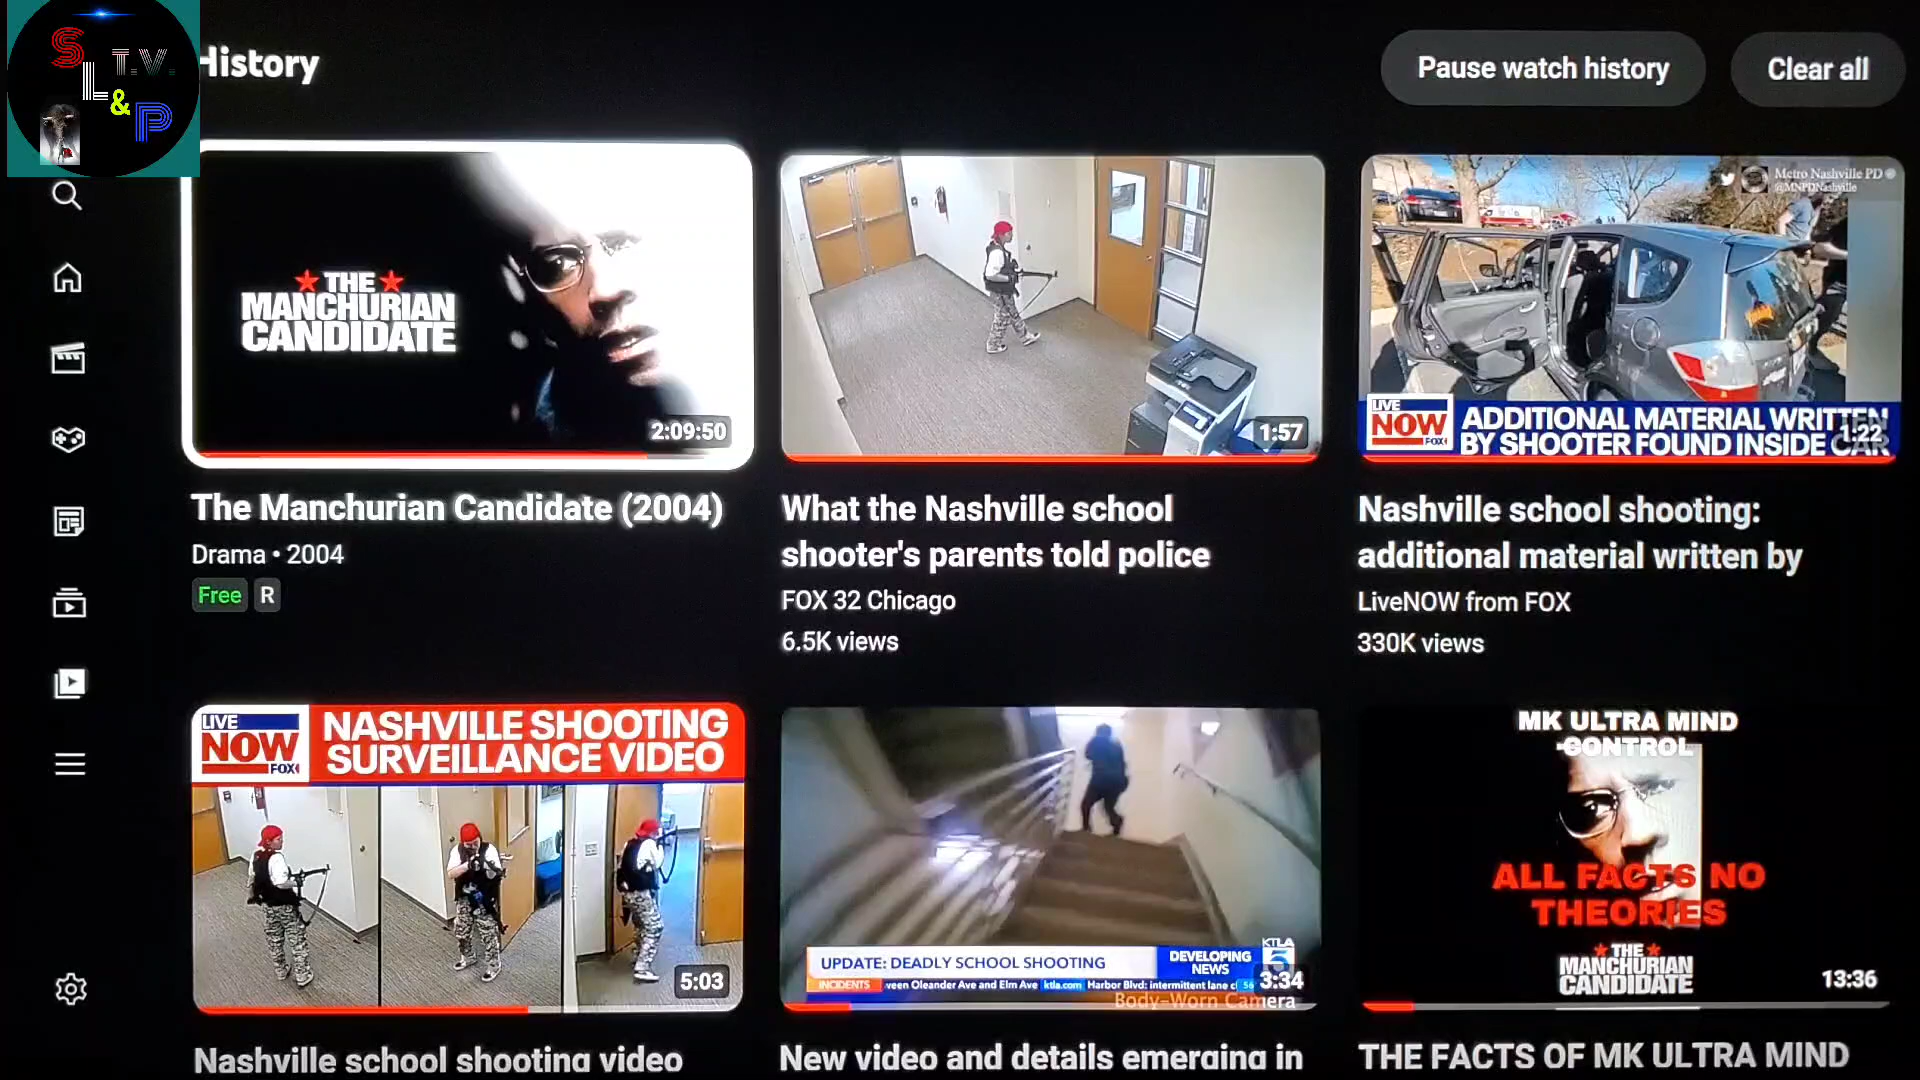 S
T.V.
L
&
P
History
Pause watch history
Clear all
THE
MANCHURIAN
CANDIDATE
2:09:50
1:57
Metro Nashville PD
@MNPDNashville
LIVE
NOW
FOX
ADDITIONAL MATERIAL WRITTEN
BY SHOOTER FOUND INSIDE CAR
1:22
The Manchurian Candidate (2004)
Drama • 2004
Free
R
What the Nashville school
shooter's parents told police
FOX 32 Chicago
6.5K views
Nashville school shooting:
additional material written by
LiveNOW from FOX
330K views
LIVE
NOW
FOX
NASHVILLE SHOOTING
SURVEILLANCE VIDEO
5:03
UPDATE: DEADLY SCHOOL SHOOTING
DEVELOPING
NEWS
KTLA
5
INCIDENTS
ween Oleander Ave and Elm Ave
ktla.com
Harbor Blvd: intermittent lane cl
56
3:34
Body-Worn Camera
MK ULTRA MIND
CONTROL
ALL FACTS NO
THEORIES
THE
MANCHURIAN
CANDIDATE
13:36
Nashville school shooting video
New video and details emerging in
THE FACTS OF MK ULTRA MIND